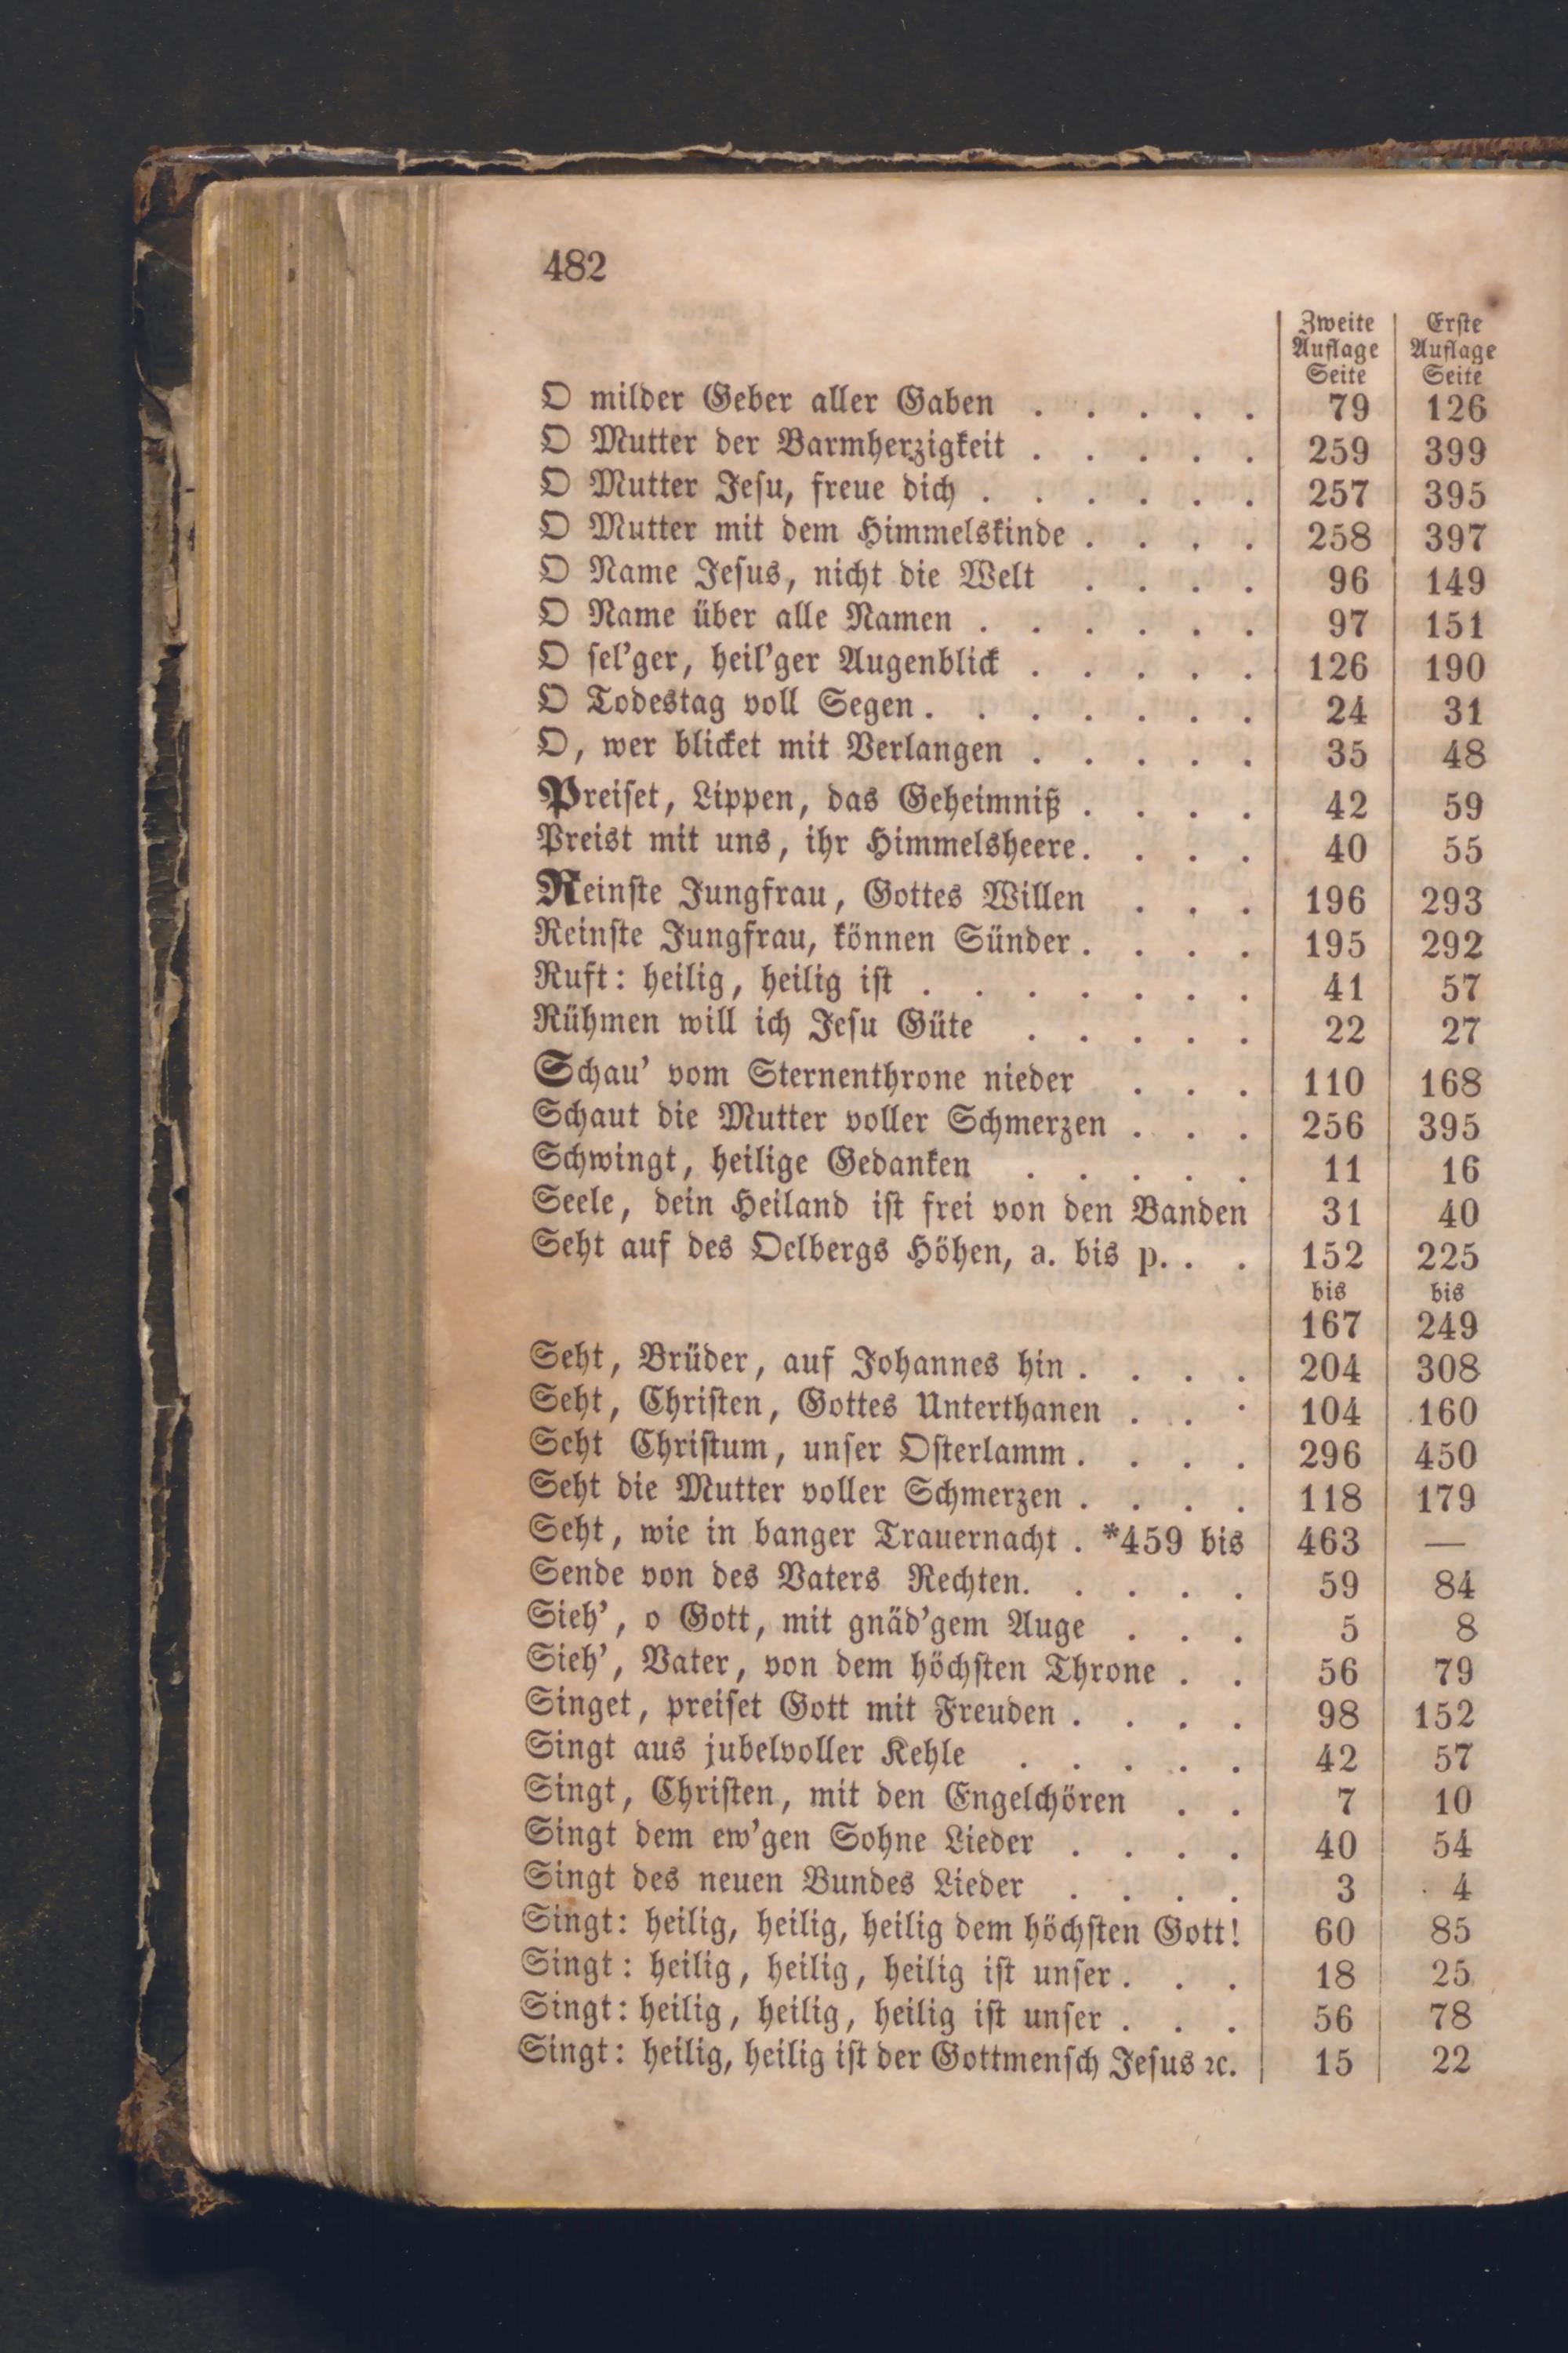 482
Zweite Erste
Auflage Auflage
Seite Seite
O milder Geber aller Gaben . . . . . 79 126
O Mutter der Barmherzigkeit . . . . . 259 399
O Mutter Jesu, freue dich . . . . . . 257 395
O Mutter mit dem Himmelskinde . . . . 258 397
O Name Jesus, nicht die Welt . . . . 96 149
O Name über alle Namen . . . . . . 97 151
O sel'ger, heil'ger Augenblick . . . . . 126 190
O Todestag voll Segen. . . . . . . 24 31
O, wer blicket mit Verlangen . . . . . 35 48
Preiset, Lippen, das Geheimniß . . . . 42 59
Preist mit uns, ihr Himmelsheere. . . . 40 55
Reinste Jungfrau, Gottes Willen . . . 196 293
Reinste Jungfrau, können Sünder . . . . 195 292
Ruft: heilig, heilig ist . . . . . . . 41 57
Rühmen will ich Jesu Güte . . . . . 22 27
Schau' vom Sternenthrone nieder . . . 110 168
Schaut die Mutter voller Schmerzen . . . 256 395
Schwingt, heilige Gedanken . . . . . 11 16
Seele, dein Heiland ist frei von den Banden 31 40
Seht auf des Oelbergs Höhen, a. bis p. . . 152 225
bis bis
167 249
Seht, Brüder, auf Johannes hin . . . . 204 308
Seht, Christen, Gottes Unterthanen . . . 104 160
Seht Christum, unser Osterlamm . . . . 296 450
Seht die Mutter voller Schmerzen . . . . 118 179
Seht, wie in banger Trauernacht . *459 bis 463 —
Sende von des Vaters Rechten. . . . . 59 84
Sieh', o Gott, mit gnäd'gem Auge . . . 5 8
Sieh', Vater, von dem höchsten Throne . . 56 79
Singet, preiset Gott mit Freuden . . . . 98 152
Singt aus jubelvoller Kehle . . . . . 42 57
Singt, Christen, mit den Engelchören . . 7 10
Singt dem ew'gen Sohne Lieder . . . . 40 54
Singt des neuen Bundes Lieder . . . . 3 4
Singt: heilig, heilig, heilig dem höchsten Gott! 60 85
Singt: heilig, heilig, heilig ist unser . . . 18 25
Singt: heilig, heilig, heilig ist unser . . . 56 78
Singt: heilig, heilig ist der Gottmensch Jesus ꝛc. 15 22